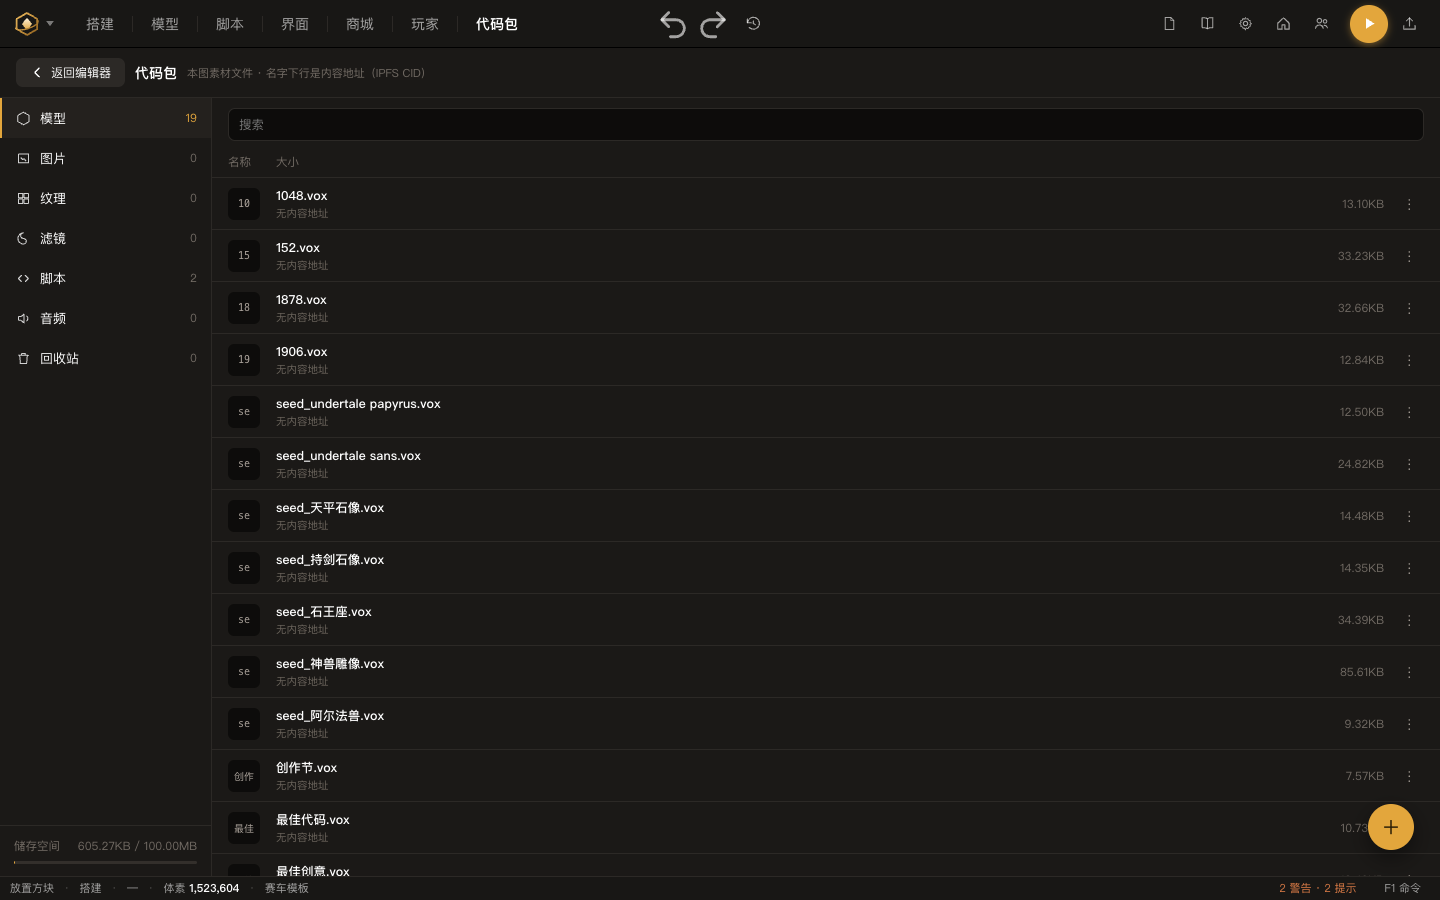 搭建 模型 脚本 界面 商城 玩家 代码包
返回编辑器 代码包 本图素材文件 · 名字下行是内容地址（IPFS CID）
模型 19
图片 0
纹理 0
滤镜 0
脚本 2
音频 0
回收站 0
储存空间 605.27KB / 100.00MB
搜索
名称 大小
10 1048.vox 13.10KB
无内容地址
15 152.vox 33.23KB
无内容地址
18 1878.vox 32.66KB
无内容地址
19 1906.vox 12.84KB
无内容地址
se seed_undertale papyrus.vox 12.50KB
无内容地址
se seed_undertale sans.vox 24.82KB
无内容地址
se seed_天平石像.vox 14.48KB
无内容地址
se seed_持剑石像.vox 14.35KB
无内容地址
se seed_石王座.vox 34.39KB
无内容地址
se seed_神兽雕像.vox 85.61KB
无内容地址
se seed_阿尔法兽.vox 9.32KB
无内容地址
创作 创作节.vox 7.57KB
无内容地址
最佳 最佳代码.vox 10.73
无内容地址
最佳创意.vox
放置方块 · 搭建 · — · 体素 1,523,604 · 赛车模板 2 警告 · 2 提示 F1 命令